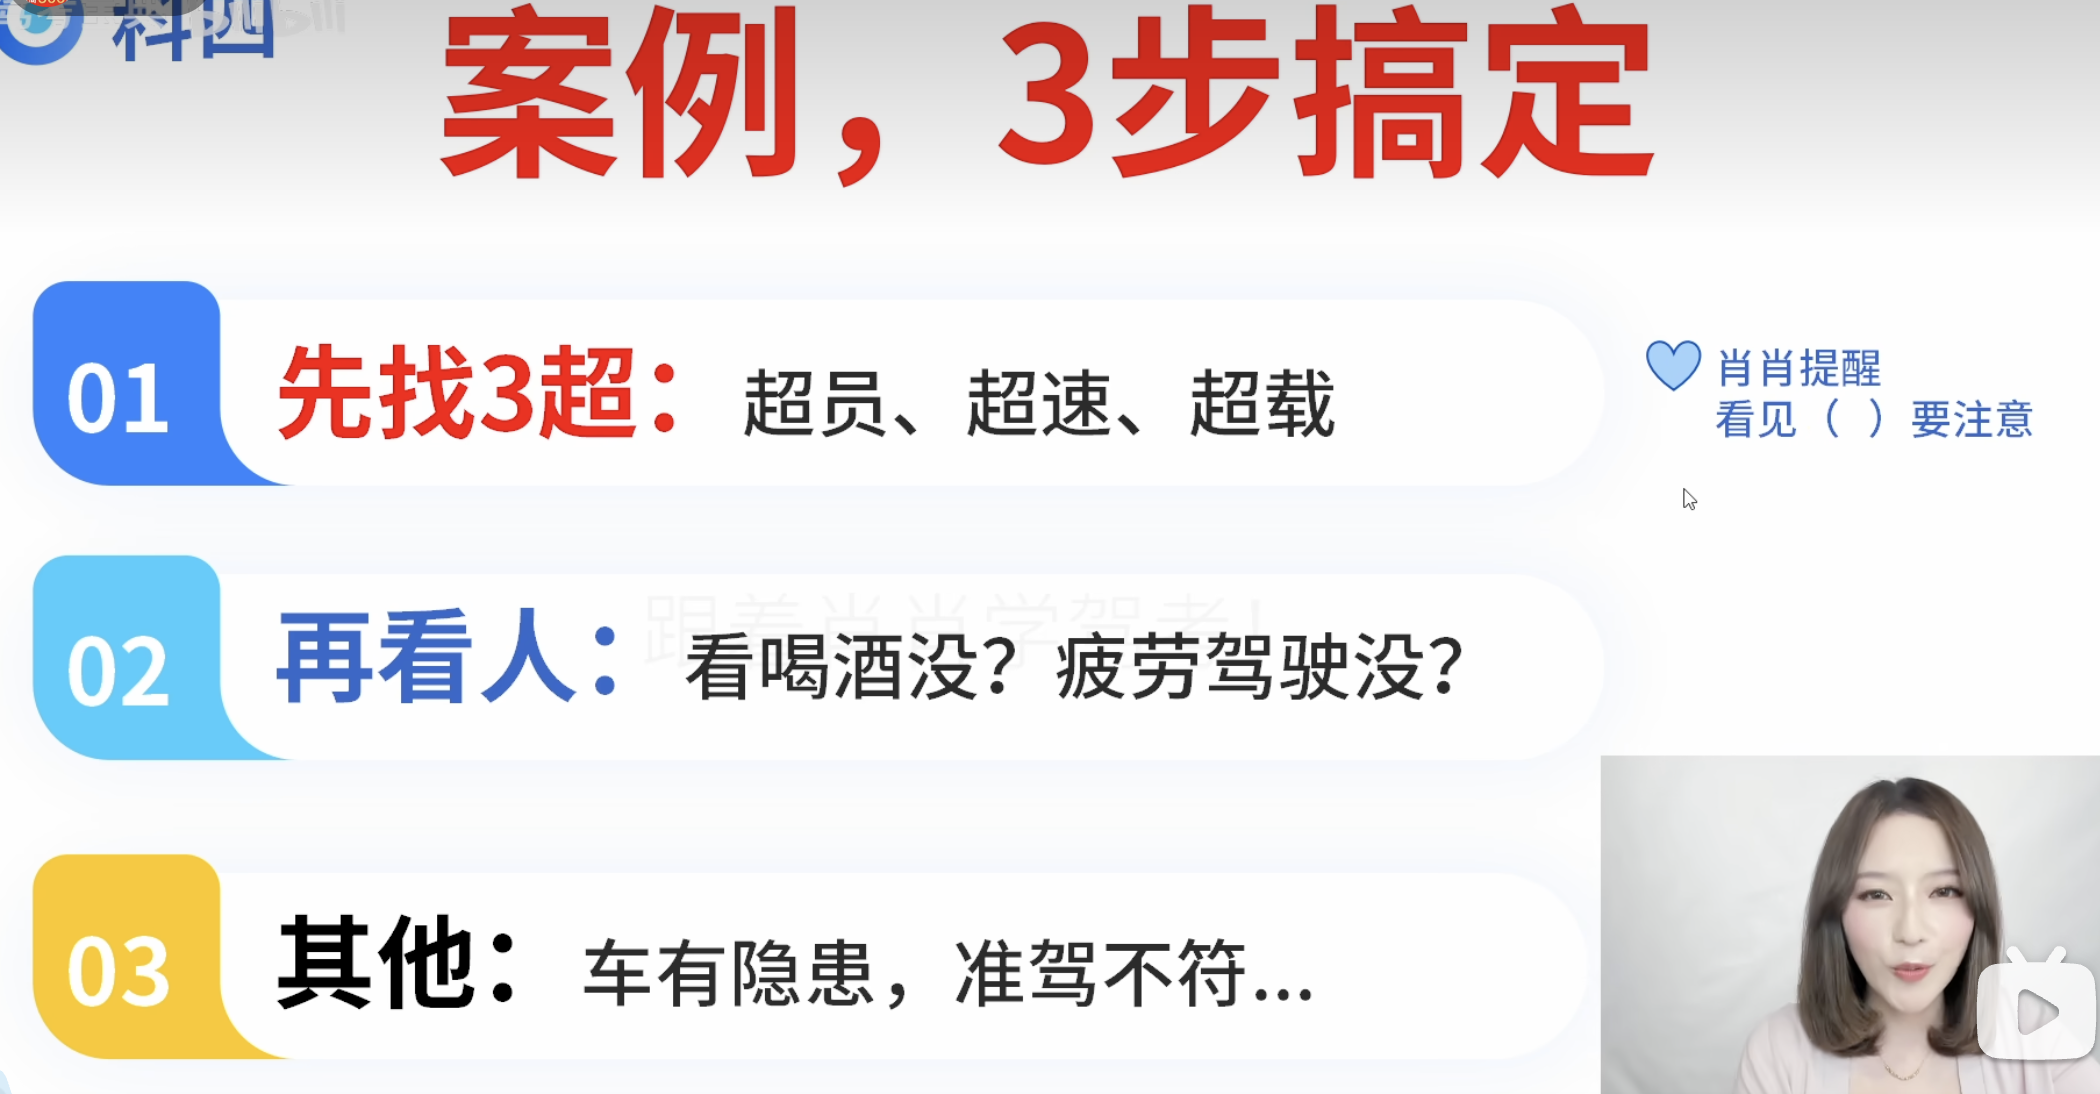 科四
bilibili
案例，3步搞定
01
先找3超：超员、超速、超载
肖肖提醒
看见（ ）要注意
02
再看人：看喝酒没？疲劳驾驶没？
跟着肖肖学驾考！
03
其他：车有隐患，准驾不符...